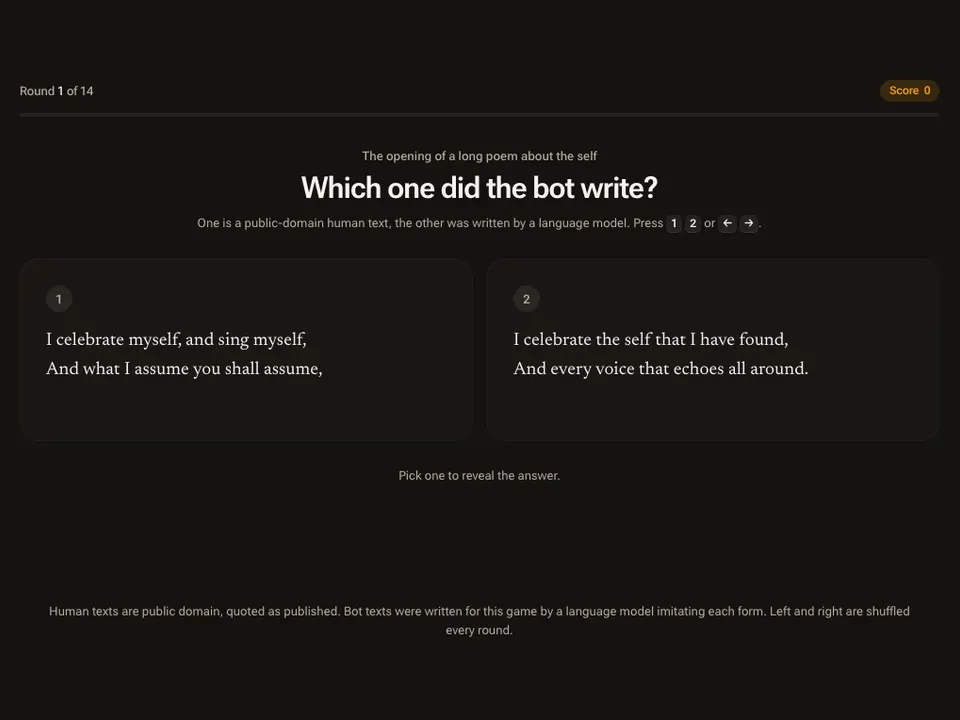 Round 1 of 14
Score 0
The opening of a long poem about the self
Which one did the bot write?
One is a public-domain human text, the other was written by a language model. Press 1 2 or ← →.
1
I celebrate myself, and sing myself,
And what I assume you shall assume,
2
I celebrate the self that I have found,
And every voice that echoes all around.
Pick one to reveal the answer.
Human texts are public domain, quoted as published. Bot texts were written for this game by a language model imitating each form. Left and right are shuffled
every round.